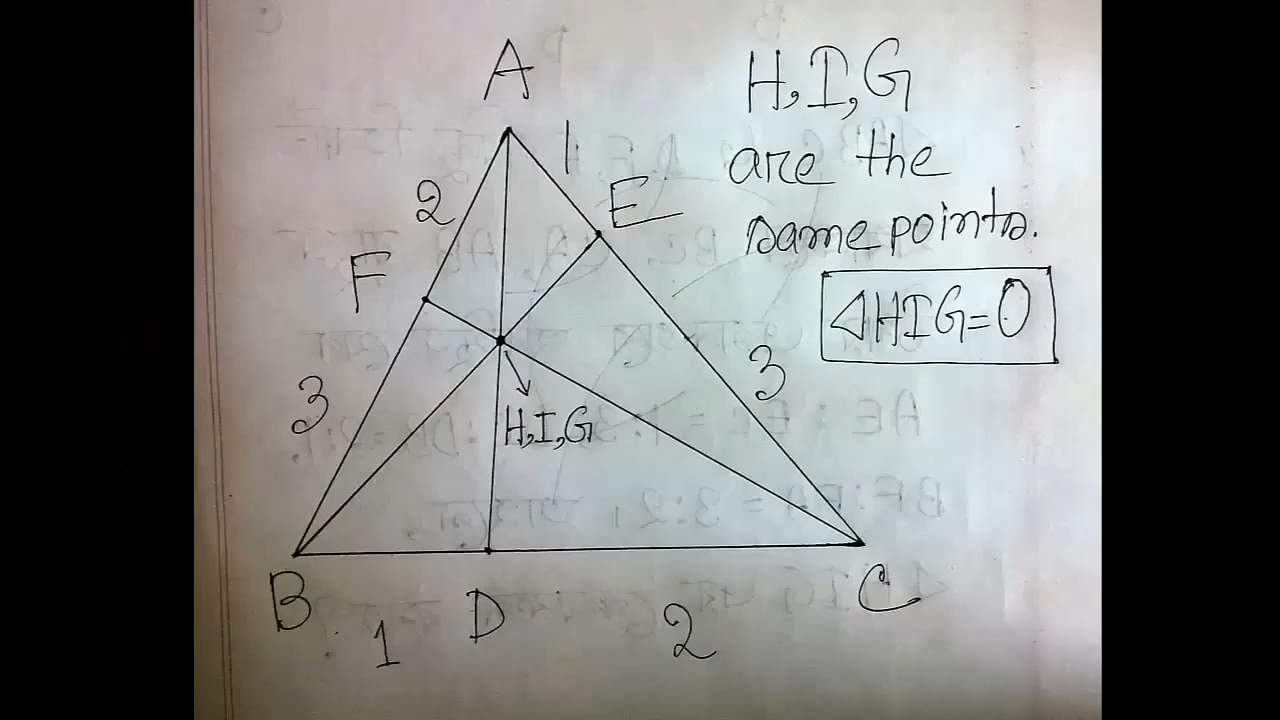 A
H, I, G
are the
same points.
△HIG=0
1
2
E
F
3
3
H, I, G
B
D
C
1
2